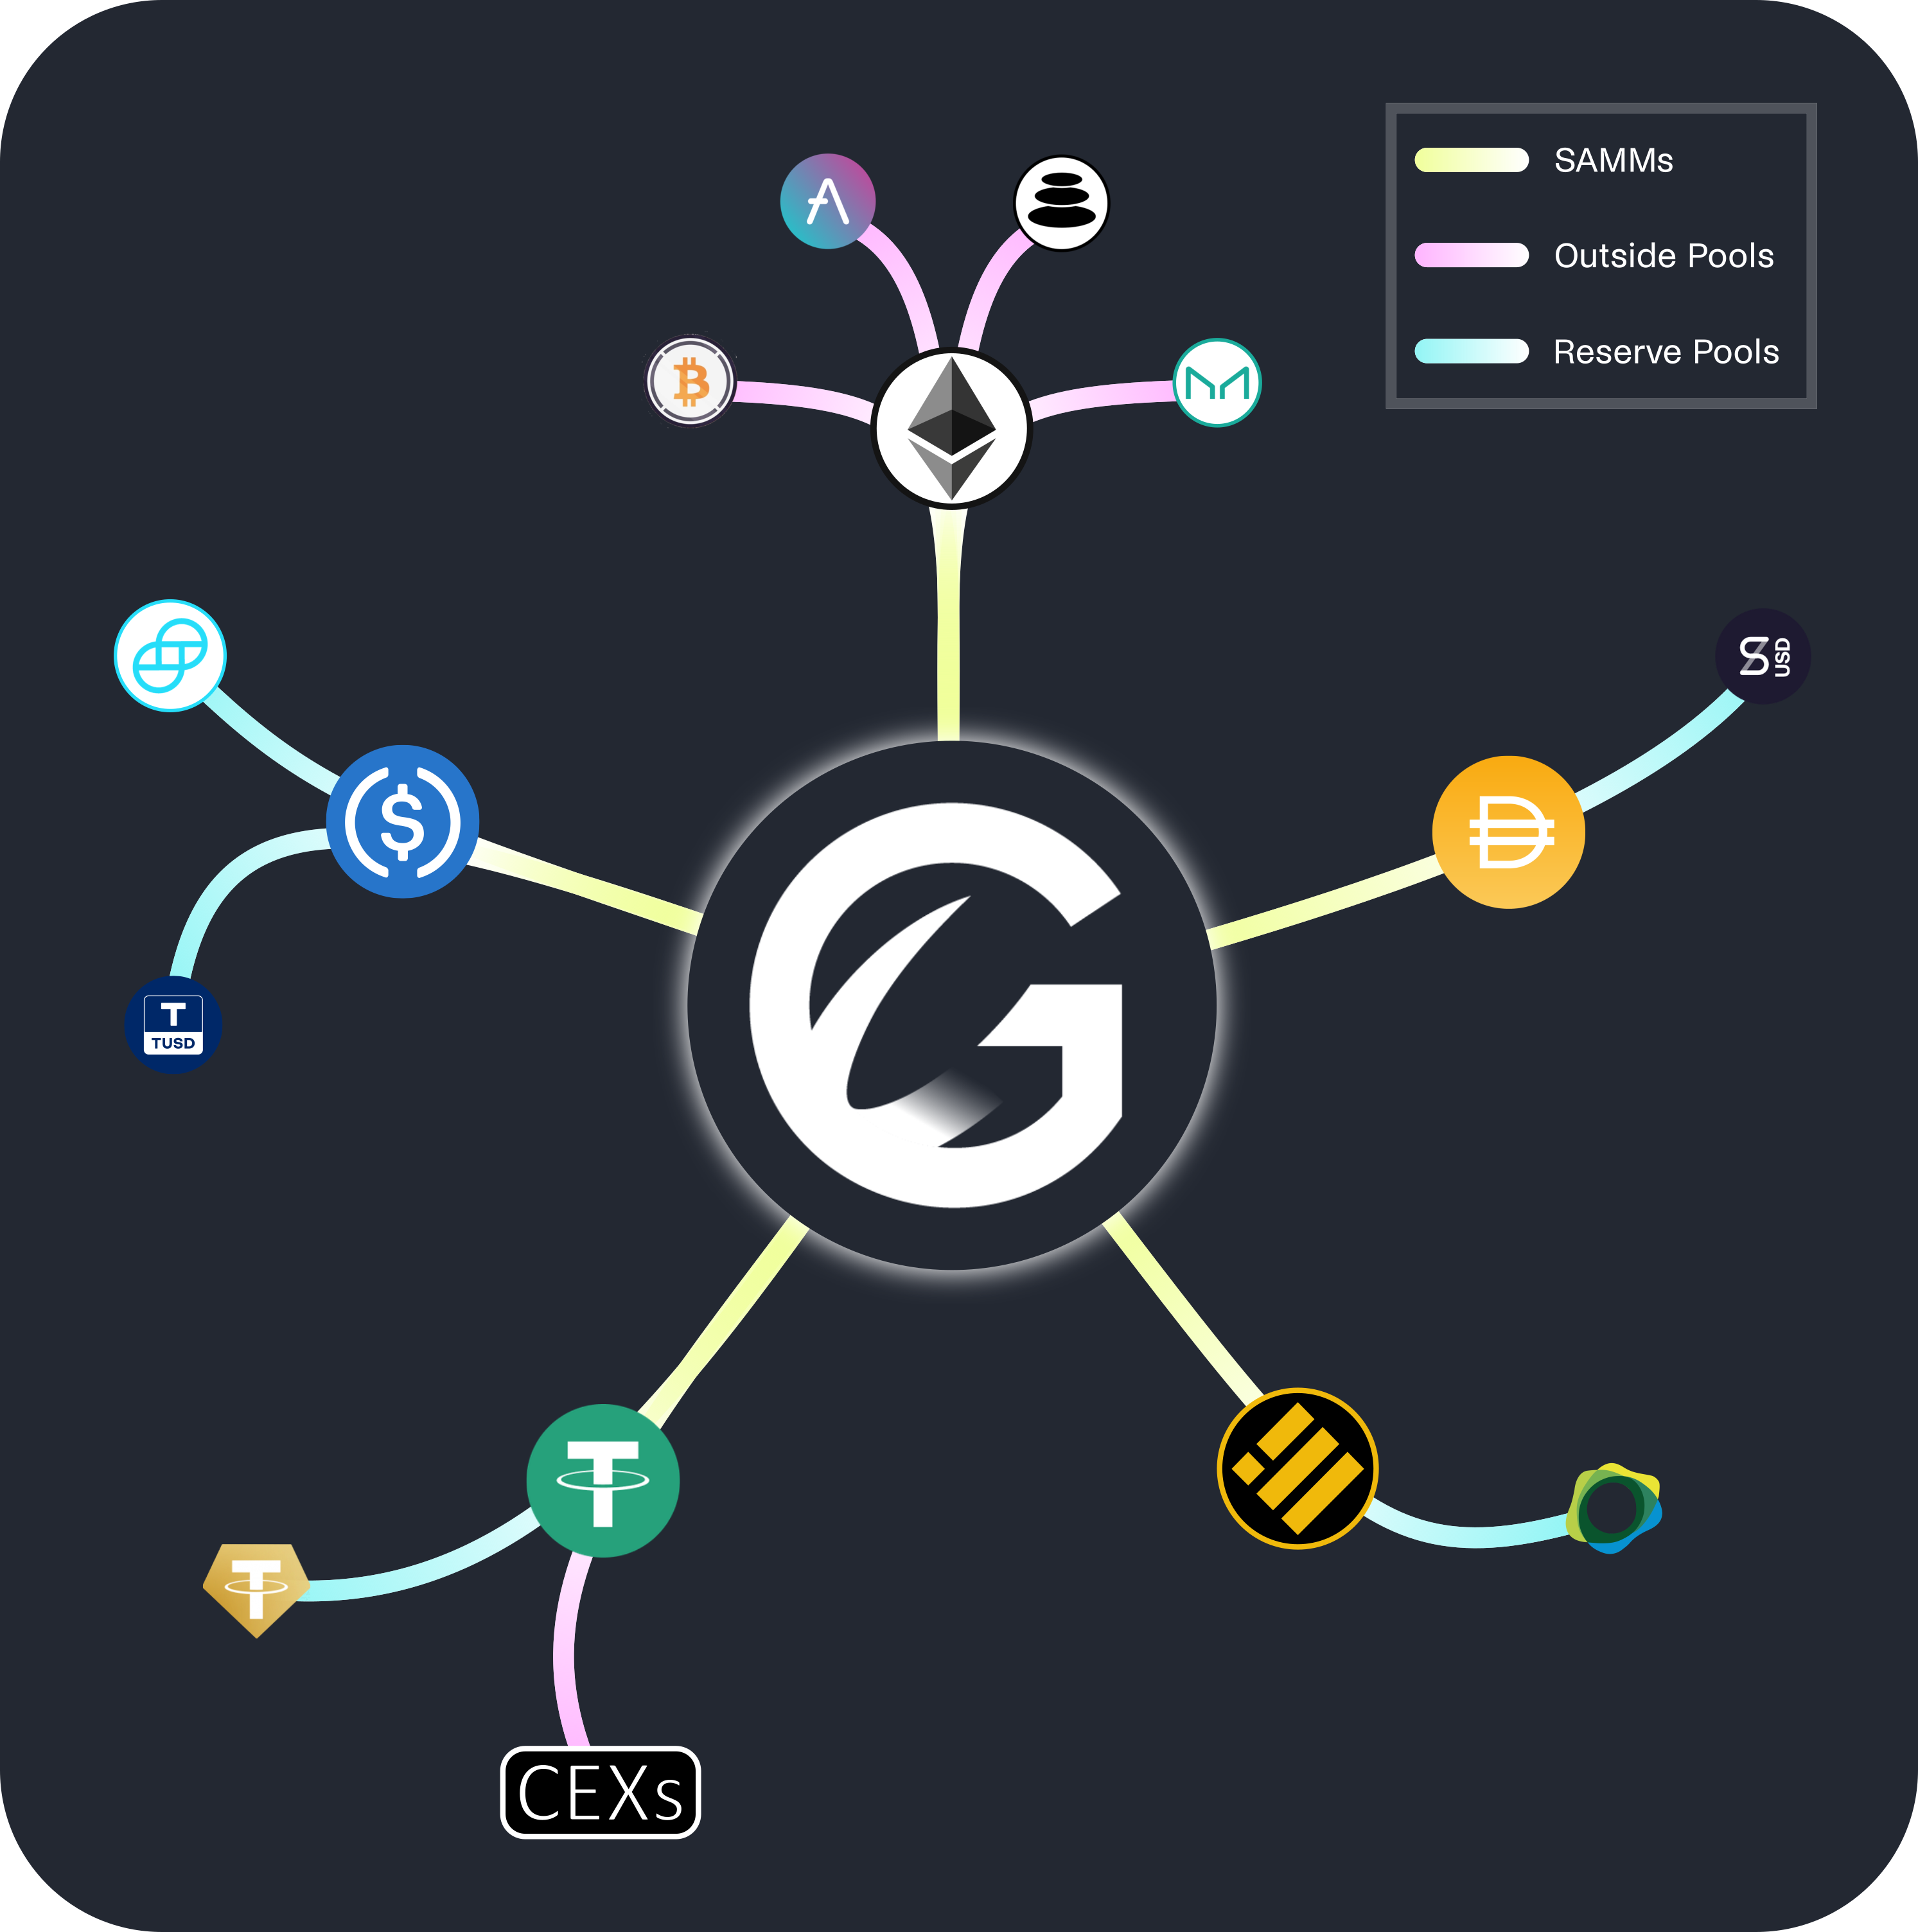 SAMMs
Outside Pools
Reserve Pools
USD
T
TUSD
CEXs